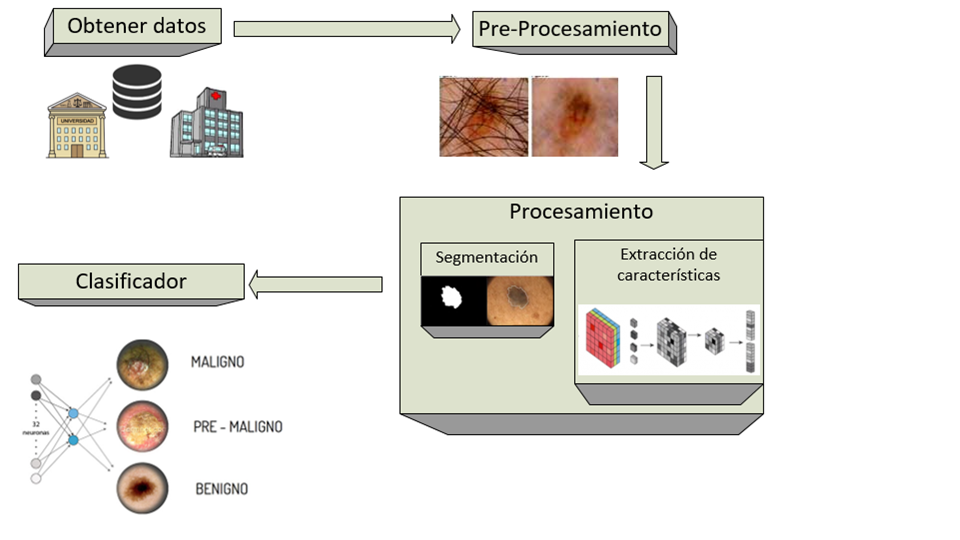 Obtener datos
Pre-Procesamiento
UNIVERSIDAD
Procesamiento
Segmentación
Extracción de
características
Clasificador
32
neuronas
MALIGNO
PRE – MALIGNO
BENIGNO